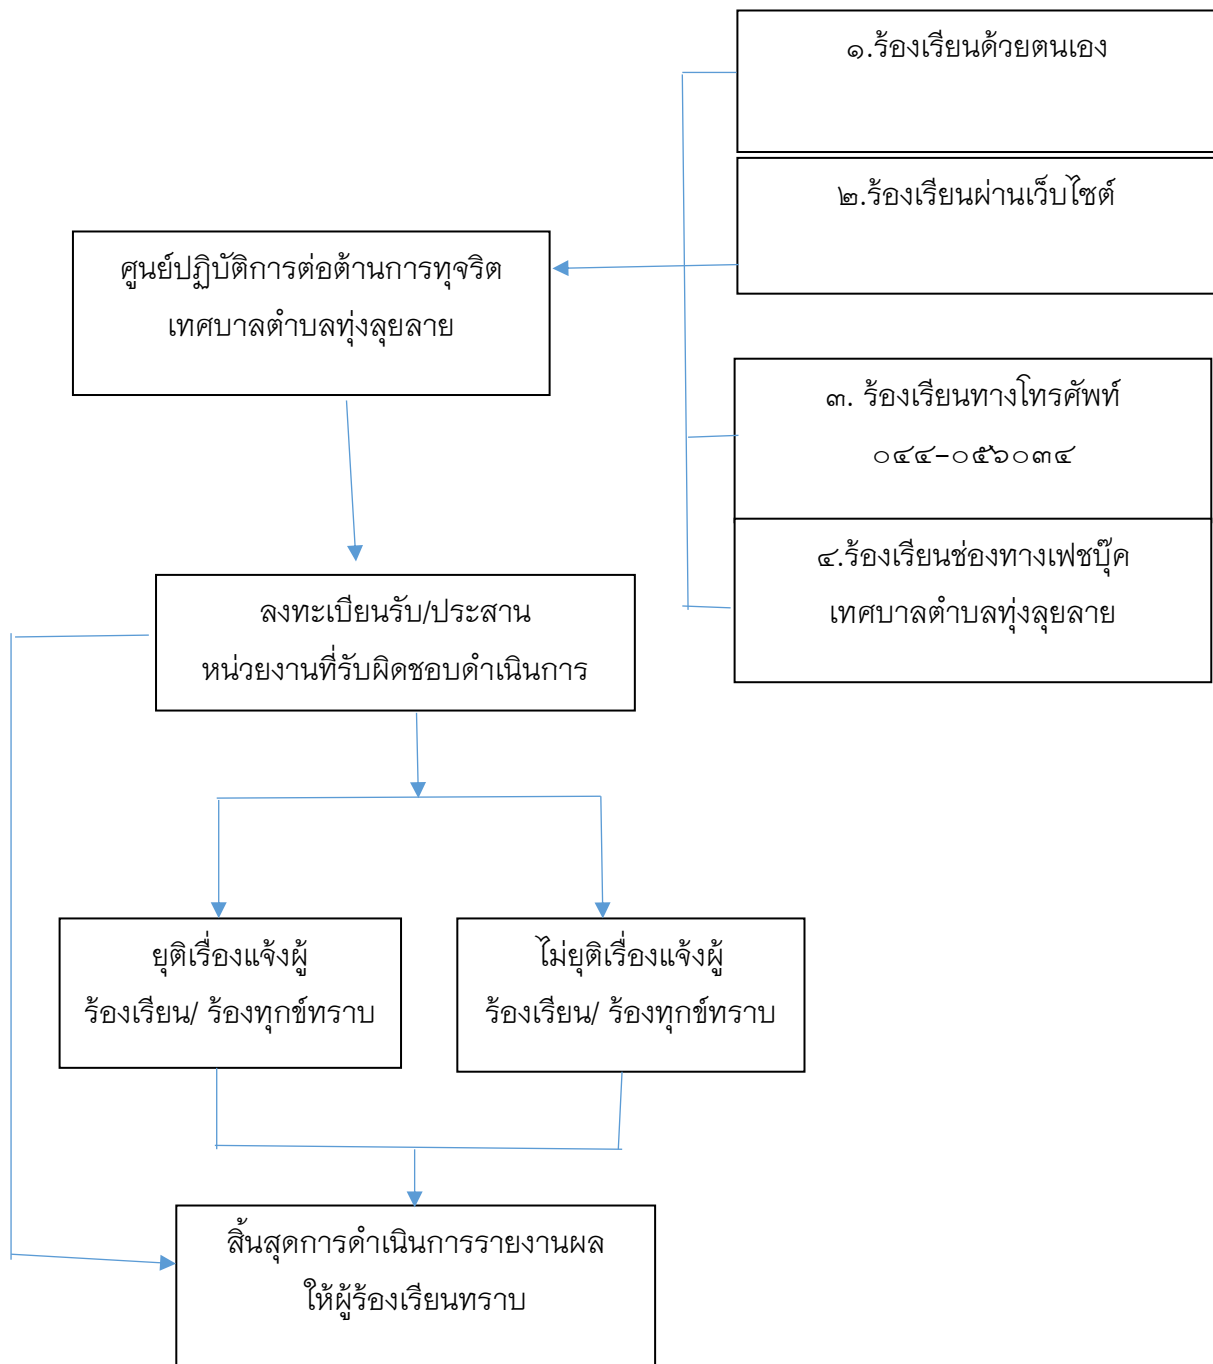 ๑.ร้องเรียนด้วยตนเอง
๒.ร้องเรียนผ่านเว็บไซต์
ศูนย์ปฏิบัติการต่อต้านการทุจริต
เทศบาลตำบลทุ่งลุยลาย
๓. ร้องเรียนทางโทรศัพท์
๐๔๔-๐๕๖๐๓๔
๔.ร้องเรียนช่องทางเฟซบุ๊ค
เทศบาลตำบลทุ่งลุยลาย
ลงทะเบียนรับ/ประสาน
หน่วยงานที่รับผิดชอบดำเนินการ
ยุติเรื่องแจ้งผู้
ร้องเรียน/ ร้องทุกข์ทราบ
ไม่ยุติเรื่องแจ้งผู้
ร้องเรียน/ ร้องทุกข์ทราบ
สิ้นสุดการดำเนินการรายงานผล
ให้ผู้ร้องเรียนทราบ